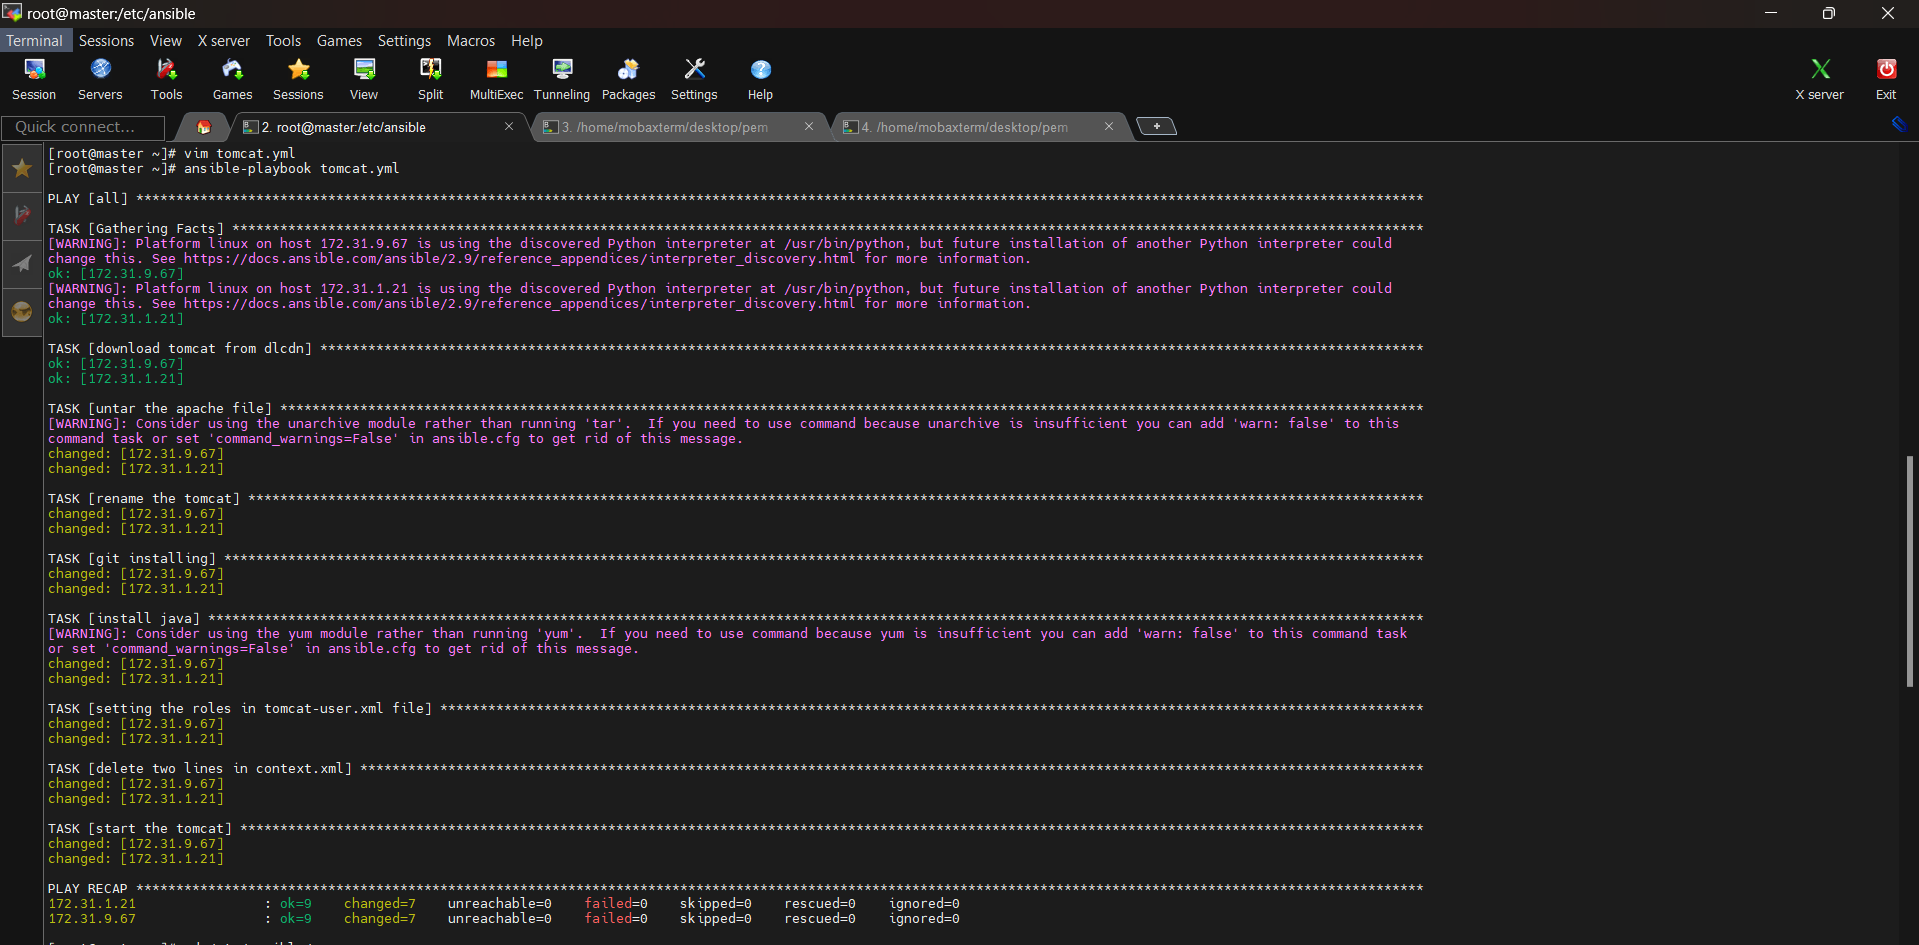 root@master:/etc/ansible
Terminal Sessions View X server Tools Games Settings Macros Help
Session Servers Tools Games Sessions View Split MultiExec Tunneling Packages Settings Help X server Exit
Quick connect... 2. root@master:/etc/ansible 3. /home/mobaxterm/desktop/pem 4. /home/mobaxterm/desktop/pem
[root@master ~]# vim tomcat.yml
[root@master ~]# ansible-playbook tomcat.yml
PLAY [all] ****************************************************************************************************************************************************************
TASK [Gathering Facts] ****************************************************************************************************************************************************
[WARNING]: Platform linux on host 172.31.9.67 is using the discovered Python interpreter at /usr/bin/python, but future installation of another Python interpreter could
change this. See https://docs.ansible.com/ansible/2.9/reference_appendices/interpreter_discovery.html for more information.
ok: [172.31.9.67]
[WARNING]: Platform linux on host 172.31.1.21 is using the discovered Python interpreter at /usr/bin/python, but future installation of another Python interpreter could
change this. See https://docs.ansible.com/ansible/2.9/reference_appendices/interpreter_discovery.html for more information.
ok: [172.31.1.21]
TASK [download tomcat from dlcdn] *****************************************************************************************************************************************
ok: [172.31.9.67]
ok: [172.31.1.21]
TASK [untar the apache file] **********************************************************************************************************************************************
[WARNING]: Consider using the unarchive module rather than running 'tar'.  If you need to use command because unarchive is insufficient you can add 'warn: false' to this
command task or set 'command_warnings=False' in ansible.cfg to get rid of this message.
changed: [172.31.9.67]
changed: [172.31.1.21]
TASK [rename the tomcat] **************************************************************************************************************************************************
changed: [172.31.9.67]
changed: [172.31.1.21]
TASK [git installing] *****************************************************************************************************************************************************
changed: [172.31.9.67]
changed: [172.31.1.21]
TASK [install java] *******************************************************************************************************************************************************
[WARNING]: Consider using the yum module rather than running 'yum'.  If you need to use command because yum is insufficient you can add 'warn: false' to this command task
or set 'command_warnings=False' in ansible.cfg to get rid of this message.
changed: [172.31.9.67]
changed: [172.31.1.21]
TASK [setting the roles in tomcat-user.xml file] **************************************************************************************************************************
changed: [172.31.9.67]
changed: [172.31.1.21]
TASK [delete two lines in context.xml] ************************************************************************************************************************************
changed: [172.31.9.67]
changed: [172.31.1.21]
TASK [start the tomcat] ***************************************************************************************************************************************************
changed: [172.31.9.67]
changed: [172.31.1.21]
PLAY RECAP ****************************************************************************************************************************************************************
172.31.1.21 : ok=9 changed=7 unreachable=0 failed=0 skipped=0 rescued=0 ignored=0
172.31.9.67 : ok=9 changed=7 unreachable=0 failed=0 skipped=0 rescued=0 ignored=0